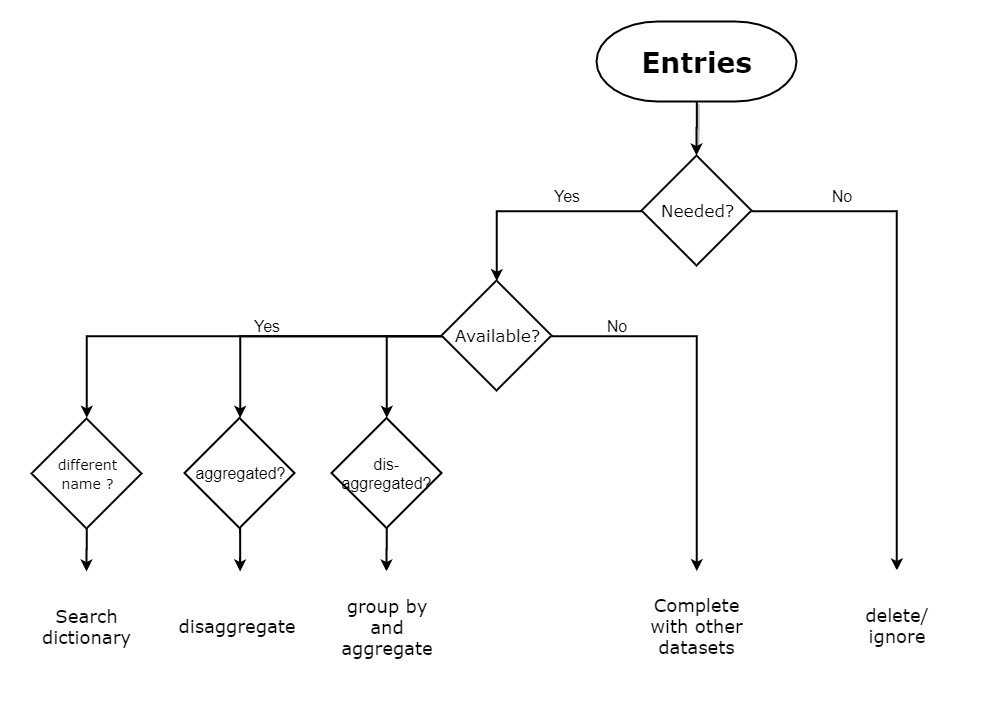 Entries
Needed?
Yes
No
Available?
Yes
No
different
name ?
aggregated?
dis-
aggregated?
Search
dictionary
disaggregate
group by
and
aggregate
Complete
with other
datasets
delete/
ignore